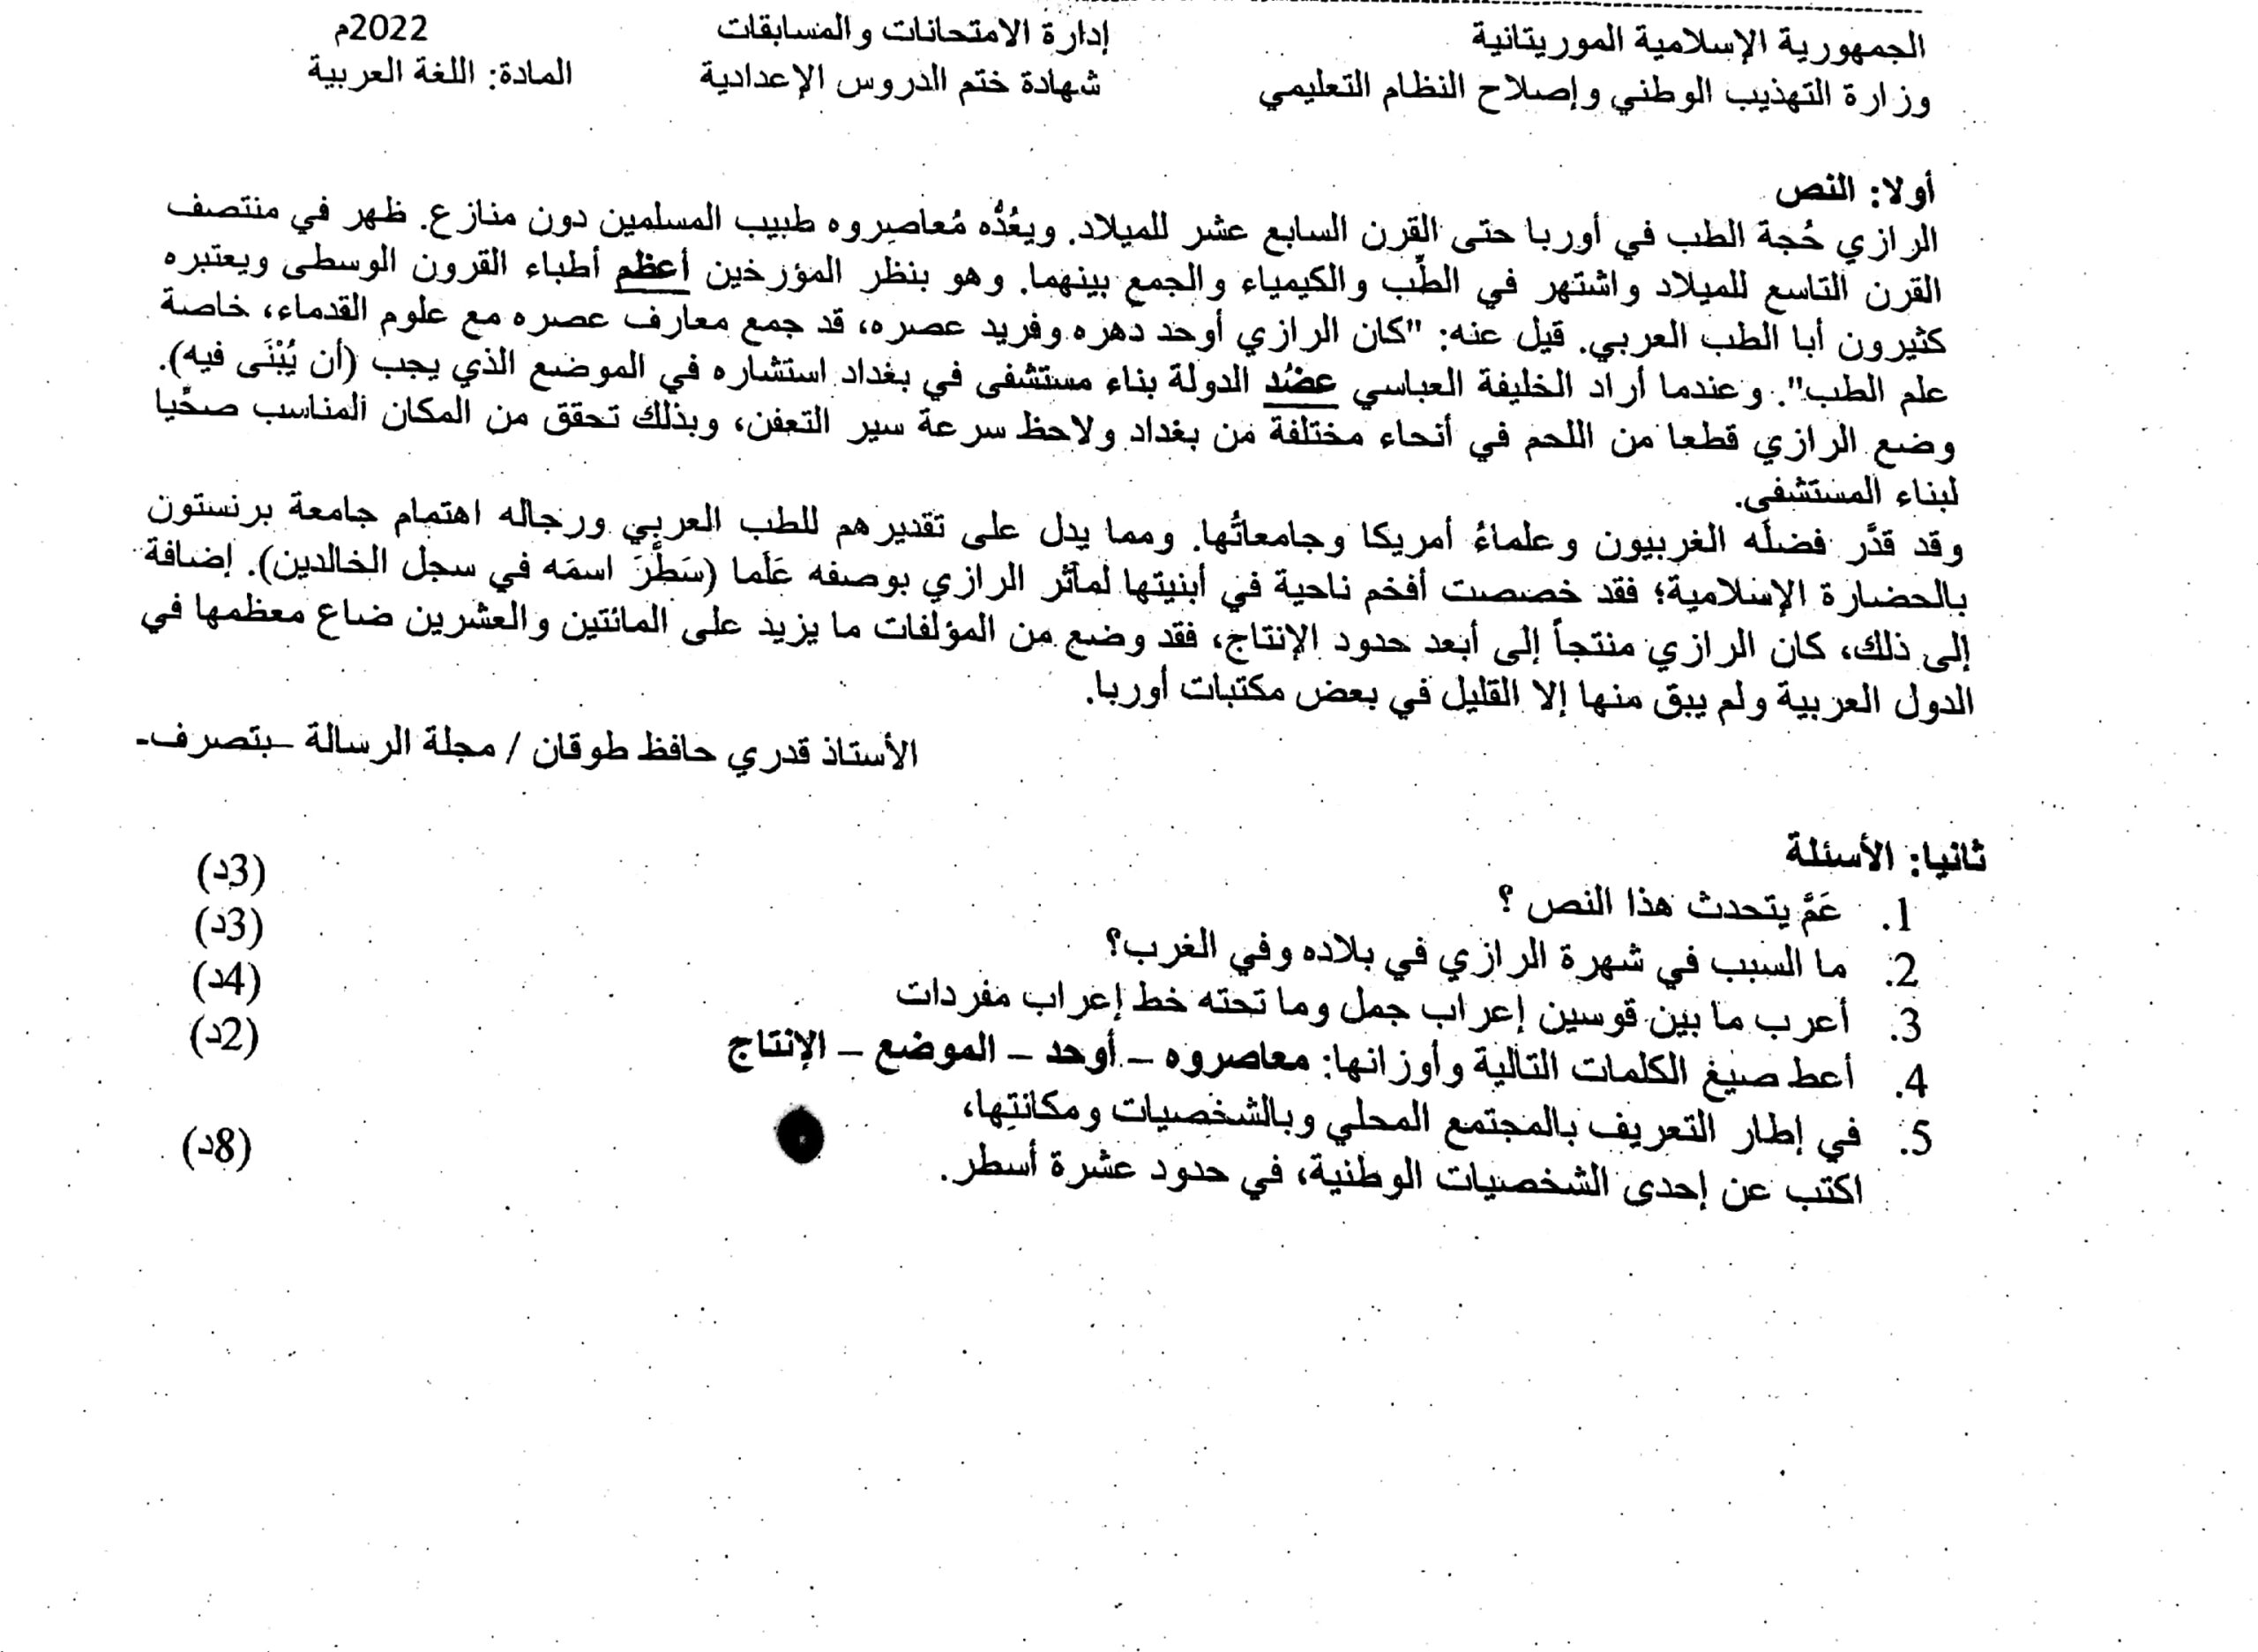 الجمهورية الإسلامية الموريتانية إدارة الامتحانات والمسابقات 2022م
وزارة التهذيب الوطني وإصلاح النظام التعليمي شهادة ختم الدروس الإعدادية المادة: اللغة العربية
أولا: النص
الرازي حُجة الطب في أوربا حتى القرن السابع عشر للميلاد. ويعُدُّه مُعاصِروه طبيب المسلمين دون منازع. ظهر في منتصف
القرن التاسع للميلاد واشتهر في الطِّب والكيمياء والجمع بينهما. وهو بنظر المؤرخين أعظم أطباء القرون الوسطى ويعتبره
كثيرون أبا الطب العربي. قيل عنه: "كان الرازي أوحد دهره وفريد عصره، قد جمع معارف عصره مع علوم القدماء، خاصة
علم الطب". وعندما أراد الخليفة العباسي عضُد الدولة بناء مستشفى في بغداد استشاره في الموضع الذي يجب (أن يُبْنَى فيه).
وضع الرازي قطعا من اللحم في أنحاء مختلفة من بغداد ولاحظ سرعة سير التعفن، وبذلك تحقق من المكان المناسب صحِّيا
لبناء المستشفى.
وقد قدَّر فضلَه الغربيون وعلماءُ أمريكا وجامعاتُها. ومما يدل على تقديرهم للطب العربي ورجاله اهتمام جامعة برنستون
بالحضارة الإسلامية؛ فقد خصصت أفخم ناحية في أبنيتها لمآثر الرازي بوصفه عَلَما (سَطَّرَ اسمَه في سجل الخالدين). إضافة
إلى ذلك، كان الرازي منتجاً إلى أبعد حدود الإنتاج، فقد وضع من المؤلفات ما يزيد على المائتين والعشرين ضاع معظمها في
الدول العربية ولم يبق منها إلا القليل في بعض مكتبات أوربا.
الأستاذ قدري حافظ طوقان / مجلة الرسالة -بتصرف-
ثانيا: الأسئلة
1. عَمَّ يتحدث هذا النص ؟ (3د)
2. ما السبب في شهرة الرازي في بلاده وفي الغرب؟ (3د)
3. أعرب ما بين قوسين إعراب جمل وما تحته خط إعراب مفردات (4د)
4. أعط صيغ الكلمات التالية وأوزانها: معاصروه – أوحد – الموضع – الإنتاج (2د)
5. في إطار التعريف بالمجتمع المحلي وبالشخصيات ومكانتِها،
اكتب عن إحدى الشخصيات الوطنية، في حدود عشرة أسطر. (8د)